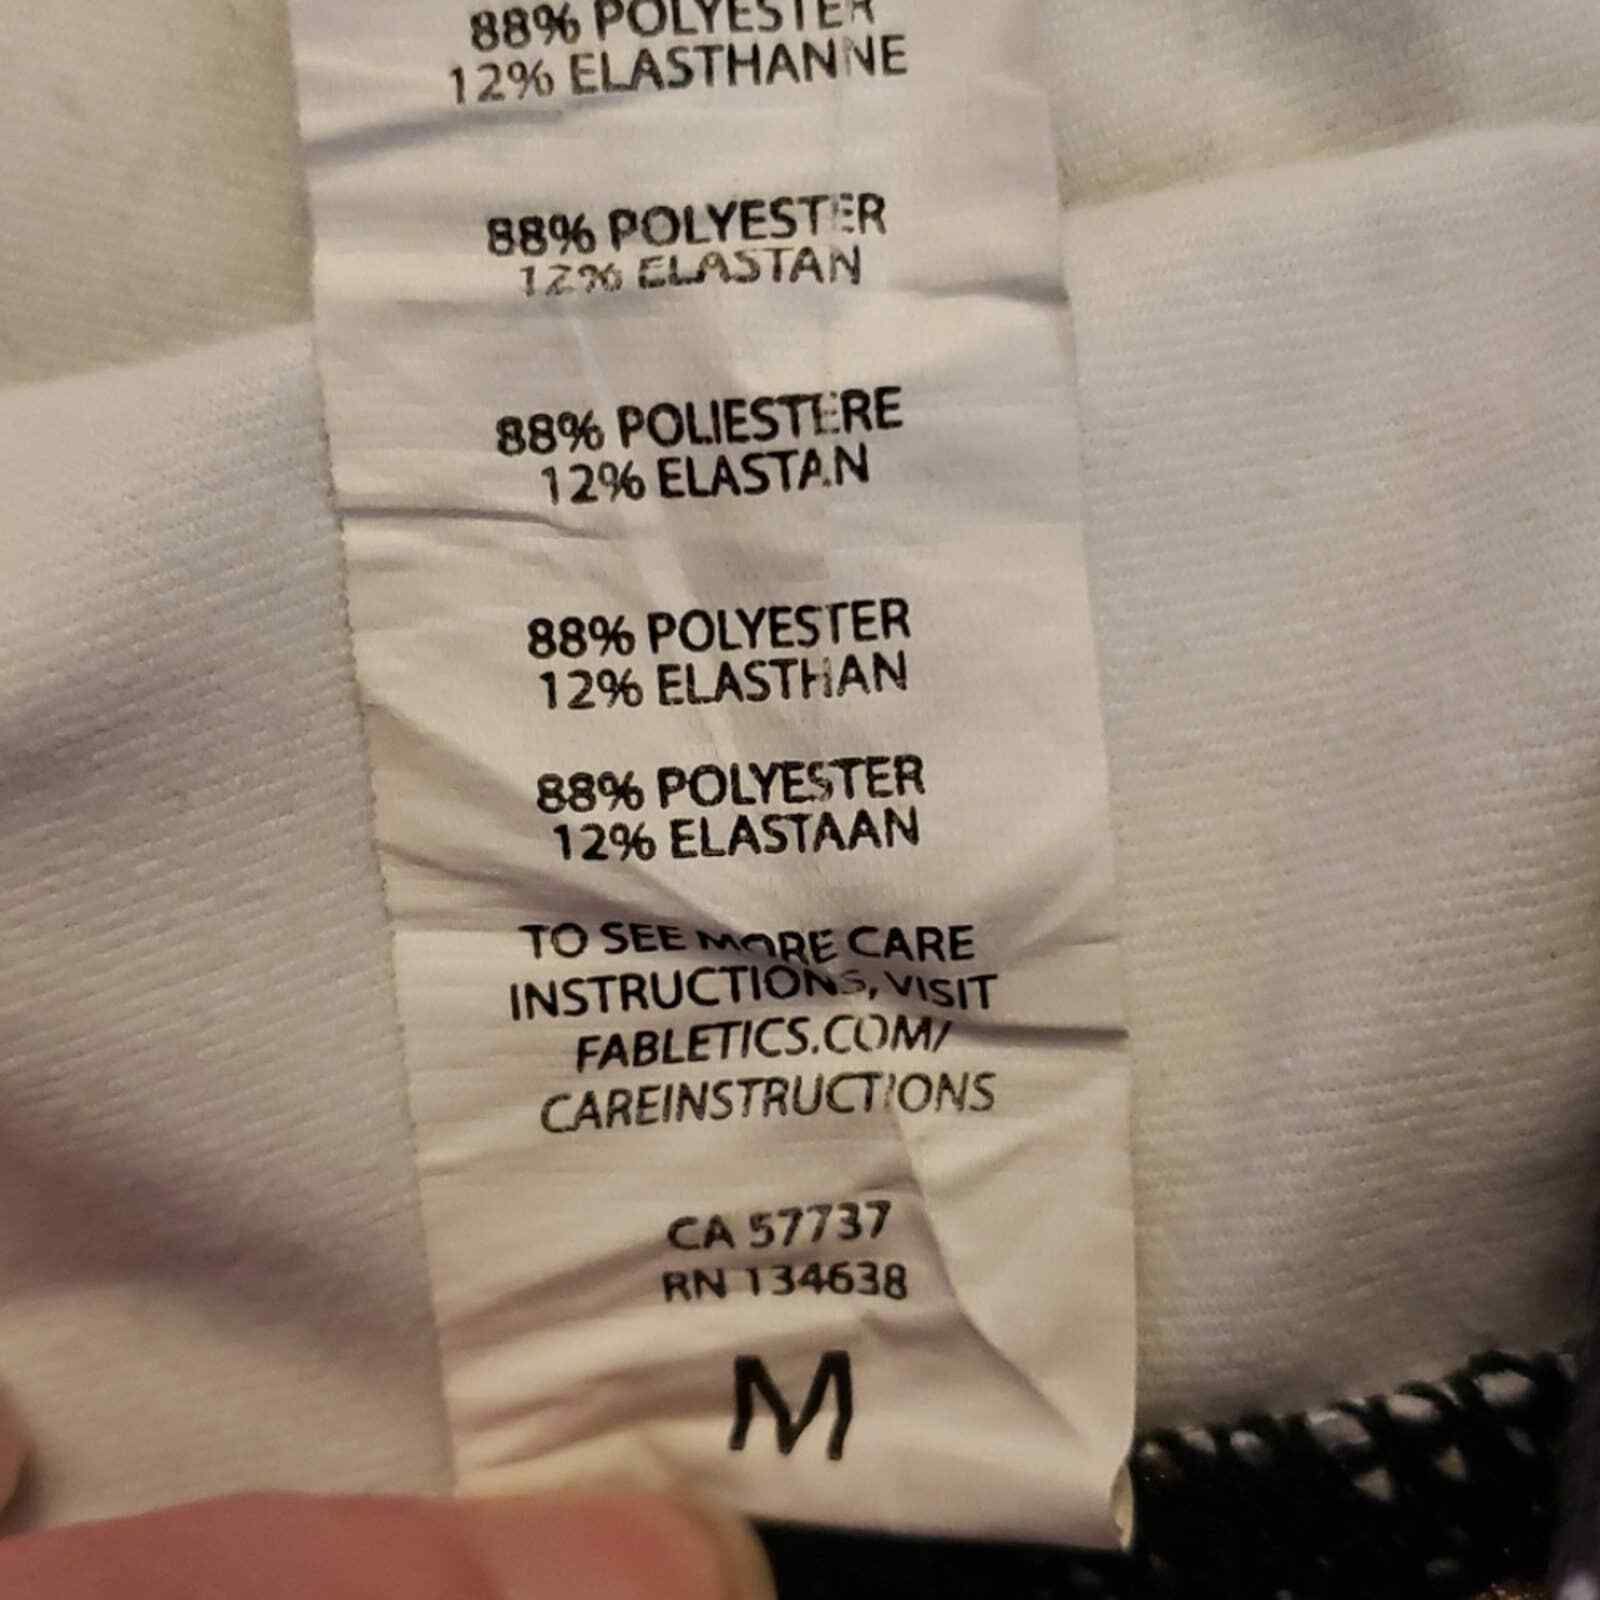 88% POLYESTER
12% ELASTHANNE
88% POLYESTER
12% ELASTAN
88% POLIESTERE
12% ELASTAN
88% POLYESTER
12% ELASTHAN
88% POLYESTER
12% ELASTAAN
TO SEE MORE CARE
INSTRUCTIONS, VISIT
FABLETICS.COM/
CAREINSTRUCTIONS
CA 57737
RN 134638
M